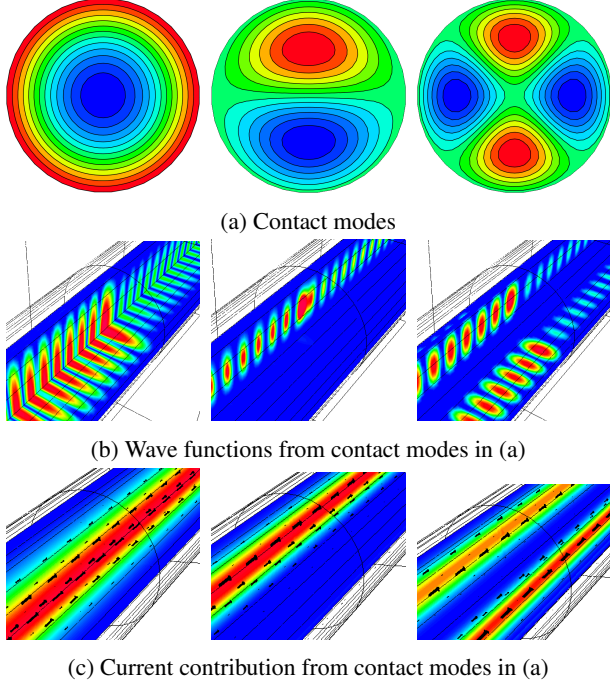 (a) Contact modes
(b) Wave functions from contact modes in (a)
(c) Current contribution from contact modes in (a)